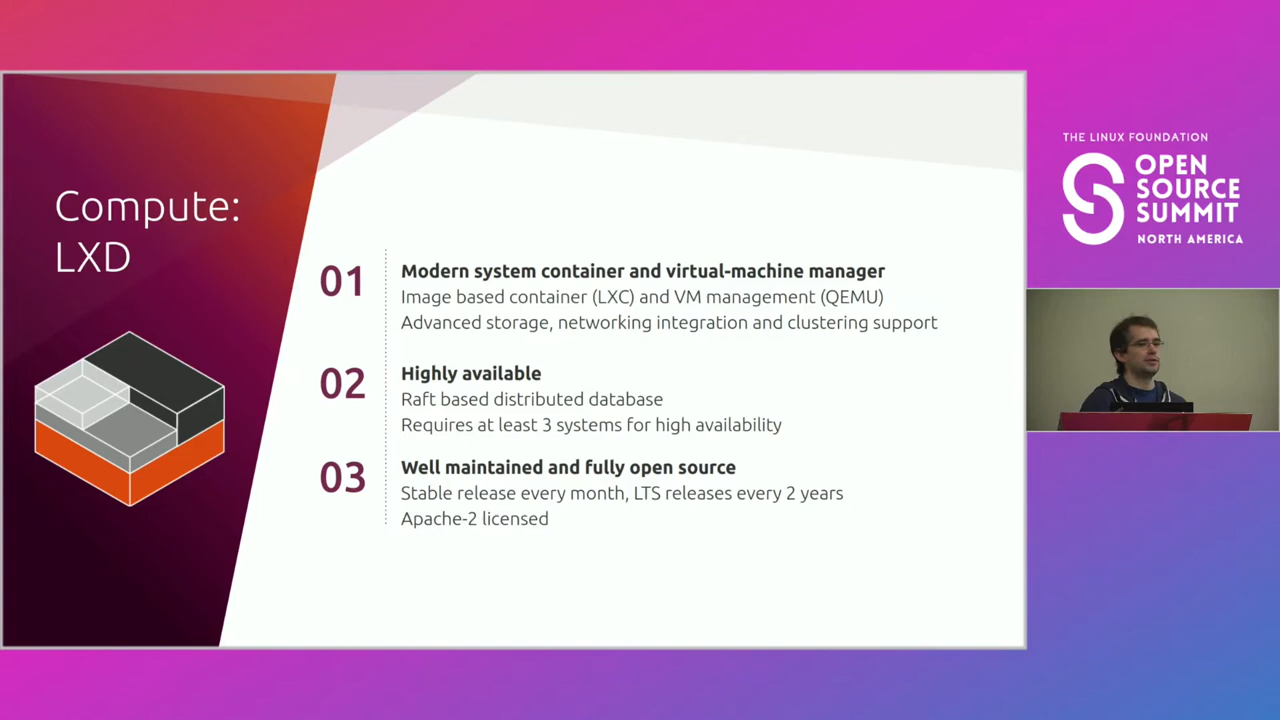 Compute:
LXD
01
Modern system container and virtual-machine manager
Image based container (LXC) and VM management (QEMU)
Advanced storage, networking integration and clustering support
02
Highly available
Raft based distributed database
Requires at least 3 systems for high availability
03
Well maintained and fully open source
Stable release every month, LTS releases every 2 years
Apache-2 licensed
THE LINUX FOUNDATION
OPEN
SOURCE
SUMMIT
NORTH AMERICA